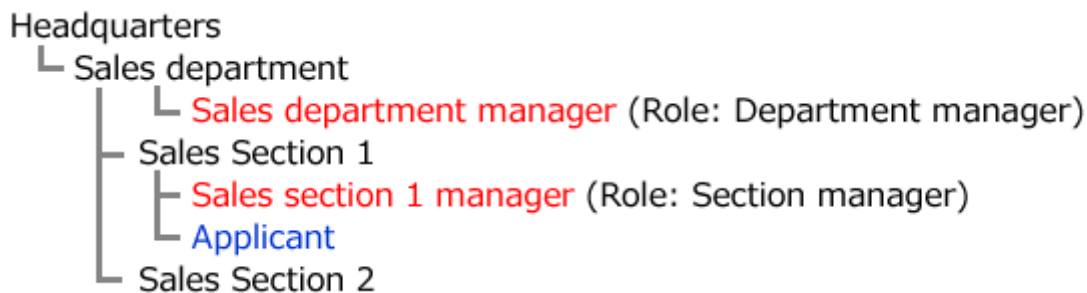 Headquarters
Sales department
Sales department manager (Role: Department manager)
Sales Section 1
Sales section 1 manager (Role: Section manager)
Applicant
Sales Section 2